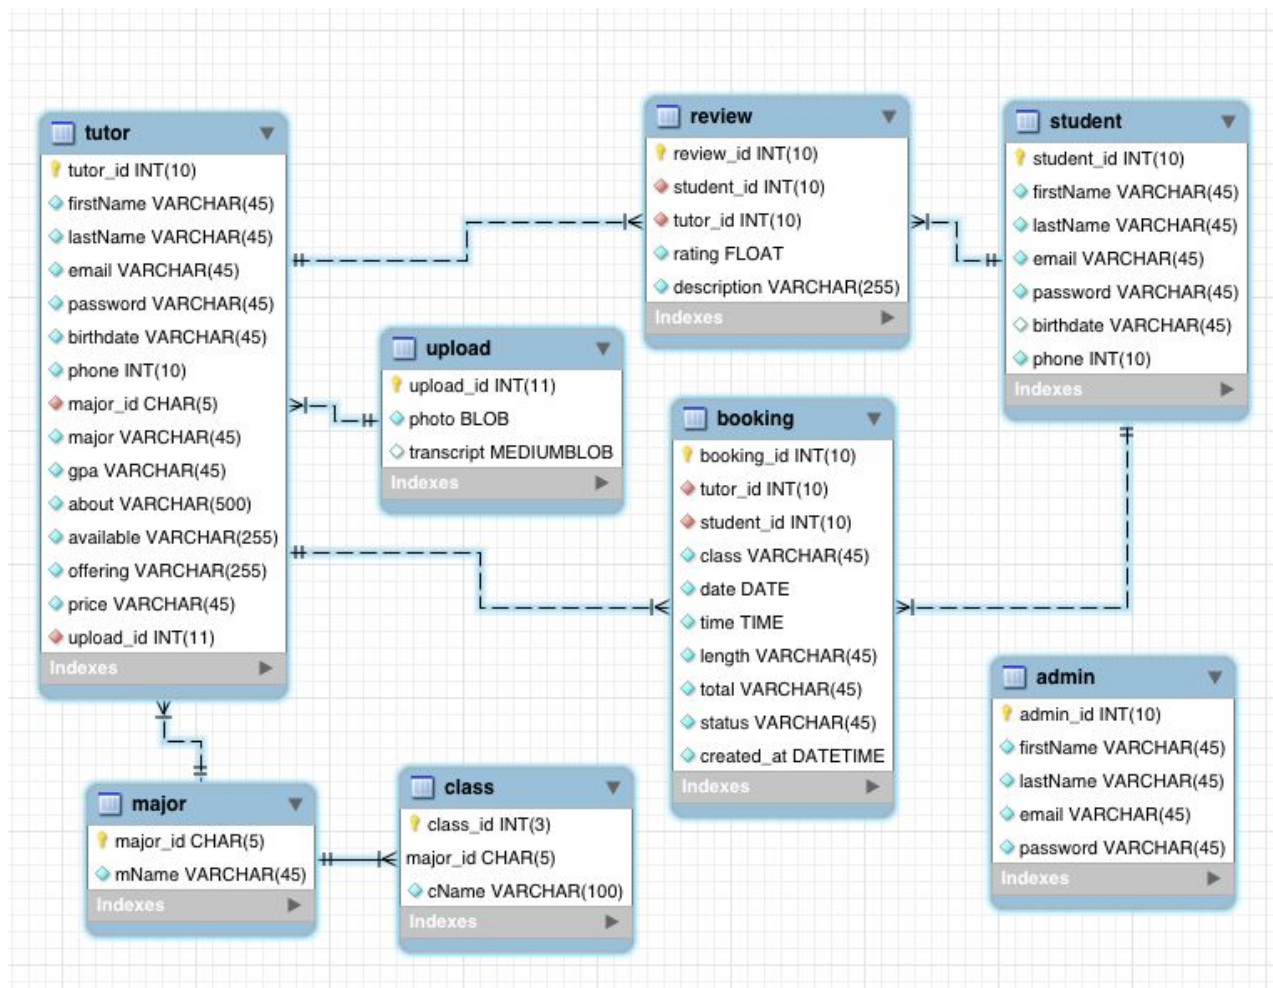 tutor
tutor_id INT(10)
firstName VARCHAR(45)
lastName VARCHAR(45)
email VARCHAR(45)
password VARCHAR(45)
birthdate VARCHAR(45)
phone INT(10)
major_id CHAR(5)
major VARCHAR(45)
gpa VARCHAR(45)
about VARCHAR(500)
available VARCHAR(255)
offering VARCHAR(255)
price VARCHAR(45)
upload_id INT(11)
Indexes
review
review_id INT(10)
student_id INT(10)
tutor_id INT(10)
rating FLOAT
description VARCHAR(255)
Indexes
student
student_id INT(10)
firstName VARCHAR(45)
lastName VARCHAR(45)
email VARCHAR(45)
password VARCHAR(45)
birthdate VARCHAR(45)
phone INT(10)
Indexes
upload
upload_id INT(11)
photo BLOB
transcript MEDIUMBLOB
Indexes
booking
booking_id INT(10)
tutor_id INT(10)
student_id INT(10)
class VARCHAR(45)
date DATE
time TIME
length VARCHAR(45)
total VARCHAR(45)
status VARCHAR(45)
created_at DATETIME
Indexes
admin
admin_id INT(10)
firstName VARCHAR(45)
lastName VARCHAR(45)
email VARCHAR(45)
password VARCHAR(45)
Indexes
major
major_id CHAR(5)
mName VARCHAR(45)
Indexes
class
class_id INT(3)
major_id CHAR(5)
cName VARCHAR(100)
Indexes